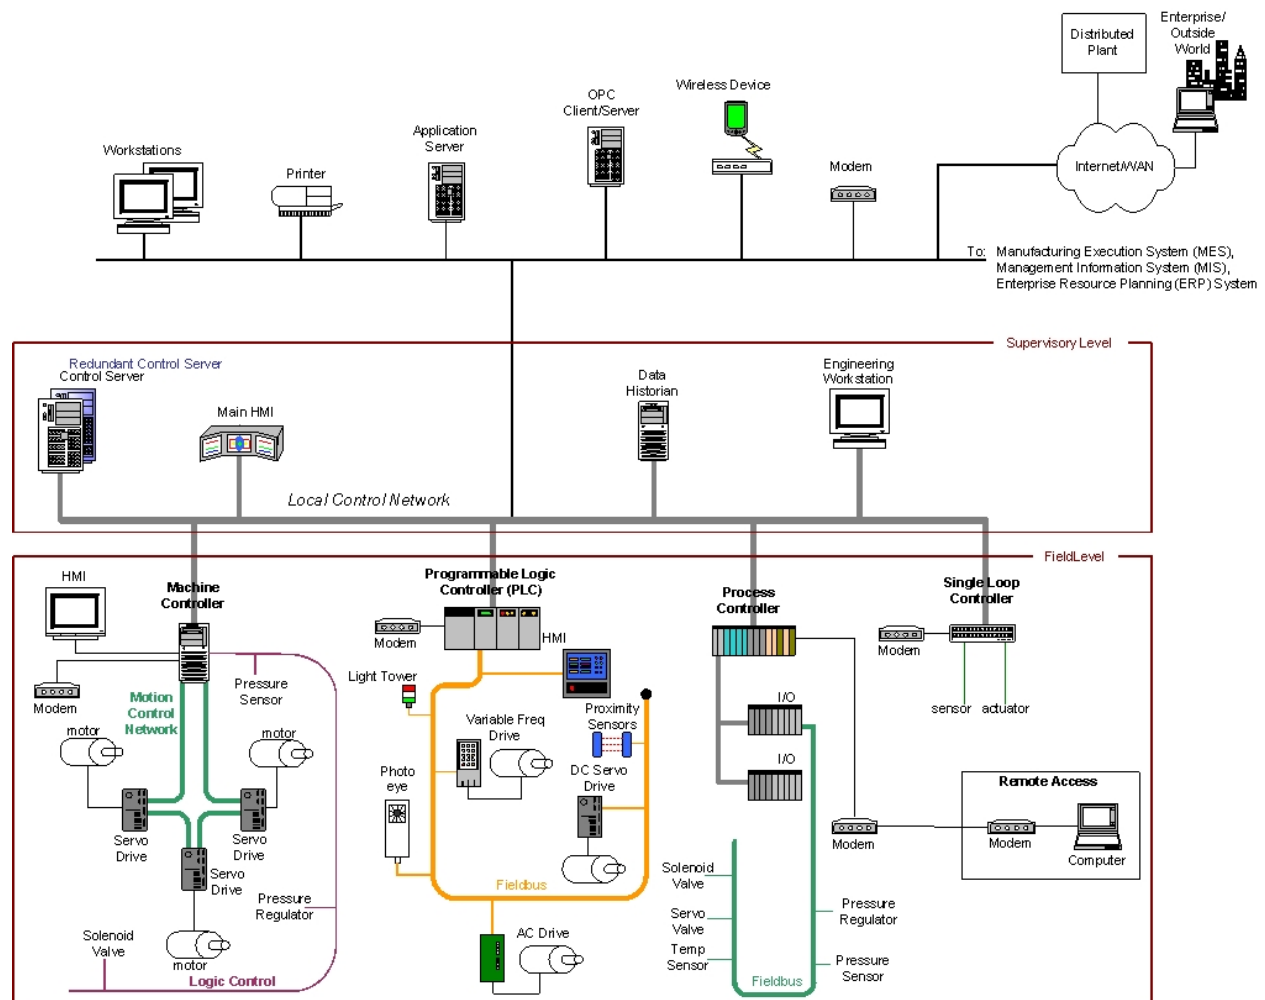 Enterprise/
Outside
World
Distributed
Plant
Wireless Device
OPC
Client/Server
Application
Server
Workstations
Printer
Modem
Internet/WAN
To: Manufacturing Execution System (MES),
Management Information System (MIS),
Enterprise Resource Planning (ERP) System
Supervisory Level
Redundant Control Server
Control Server
Main HMI
Data
Historian
Engineering
Workstation
Local Control Network
FieldLevel
HMI
Machine
Controller
Programmable Logic
Controller (PLC)
Process
Controller
Single Loop
Controller
Modem
HMI
Modem
Modem
Pressure
Sensor
Light Tower
Motion
Control
Network
motor
motor
Variable Freq
Drive
Proximity
Sensors
I/O
sensor
actuator
Photo
eye
DC Servo
Drive
I/O
Remote Access
Servo
Drive
Servo
Drive
Servo
Drive
Modem
Modem
Computer
Fieldbus
Solenoid
Valve
Pressure
Regulator
Servo
Valve
Pressure
Regulator
Solenoid
Valve
motor
AC Drive
Temp
Sensor
Pressure
Sensor
Logic Control
Fieldbus